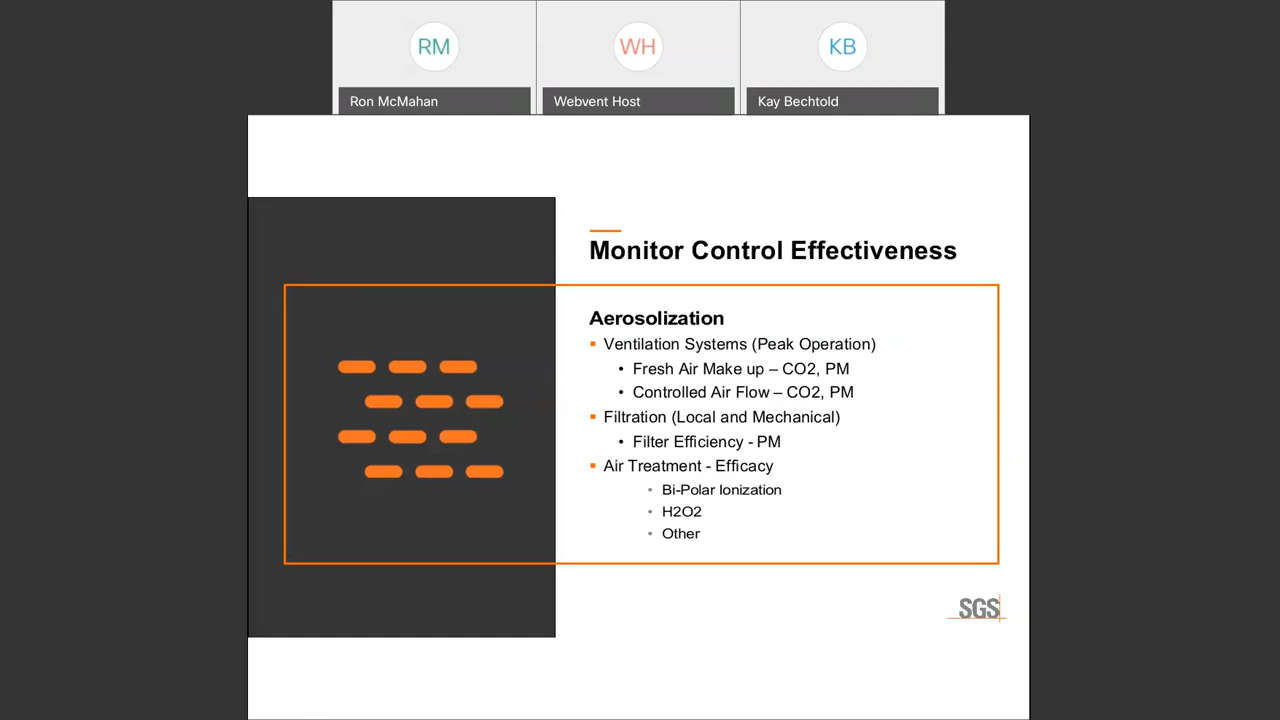 RM
WH
KB
Ron McMahan
Webvent Host
Kay Bechtold
Monitor Control Effectiveness
Aerosolization
Ventilation Systems (Peak Operation)
• Fresh Air Make up – CO2, PM
• Controlled Air Flow – CO2, PM
Filtration (Local and Mechanical)
• Filter Efficiency - PM
Air Treatment - Efficacy
• Bi-Polar Ionization
• H2O2
• Other
SGS